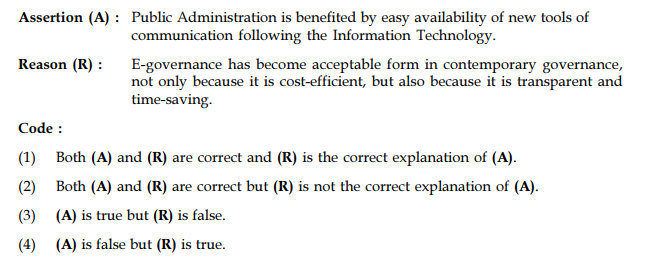 Assertion (A) : Public Administration is benefited by easy availability of new tools of
communication following the Information Technology.
Reason (R) : E-governance has become acceptable form in contemporary governance,
not only because it is cost-efficient, but also because it is transparent and
time-saving.
Code :
(1) Both (A) and (R) are correct and (R) is the correct explanation of (A).
(2) Both (A) and (R) are correct but (R) is not the correct explanation of (A).
(3) (A) is true but (R) is false.
(4) (A) is false but (R) is true.